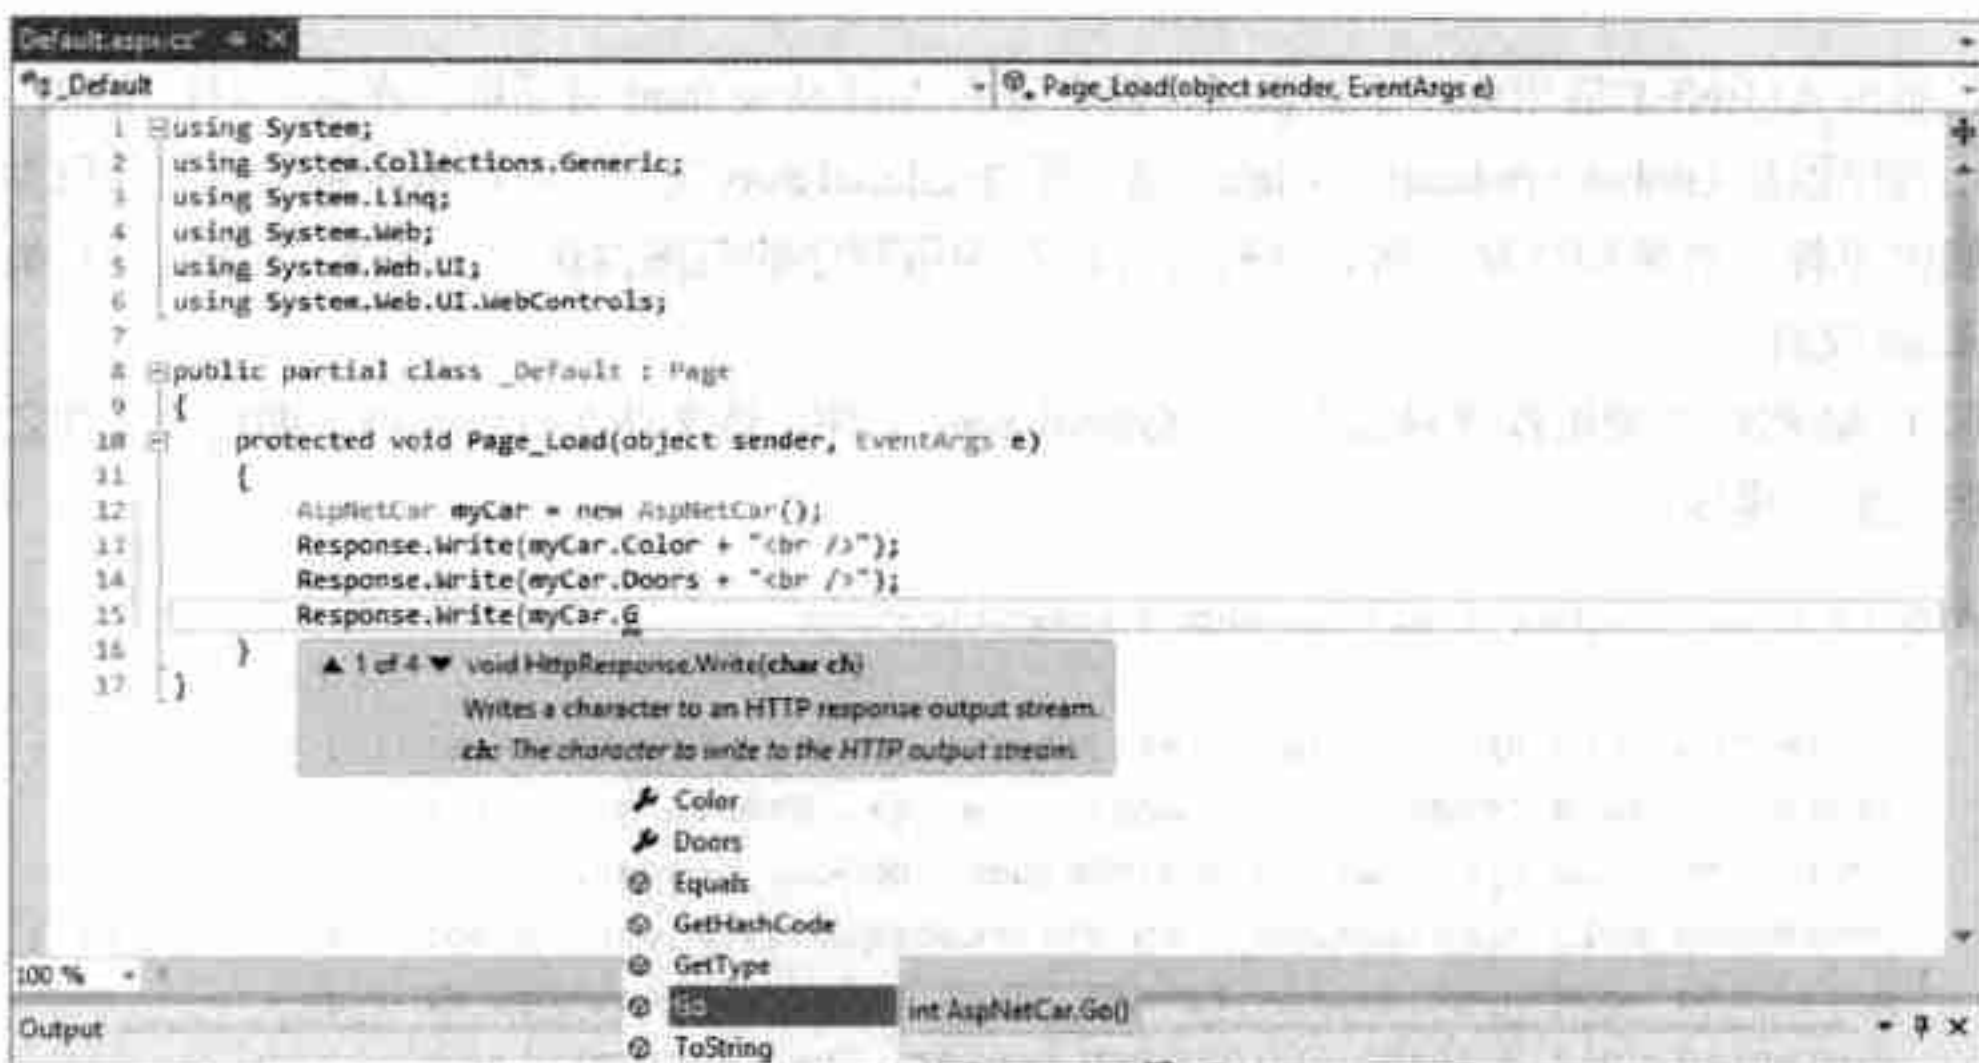 Default.aspx.cs*
_Default
Page_Load(object sender, EventArgs e)
1 using System;
2 using System.Collections.Generic;
3 using System.Linq;
4 using System.Web;
5 using System.Web.UI;
6 using System.Web.UI.WebControls;
7
8 public partial class _Default : Page
9 {
10 protected void Page_Load(object sender, EventArgs e)
11 {
12 AspNetCar myCar = new AspNetCar();
13 Response.Write(myCar.Color + "<br />");
14 Response.Write(myCar.Doors + "<br />");
15 Response.Write(myCar.G
16 }
17 }
▲ 1 of 4 ▼ void HttpResponse.Write(char ch)
Writes a character to an HTTP response output stream.
ch: The character to write to the HTTP output stream.
Color
Doors
Equals
GetHashCode
GetType
Go int AspNetCar.Go()
ToString
100 %
Output